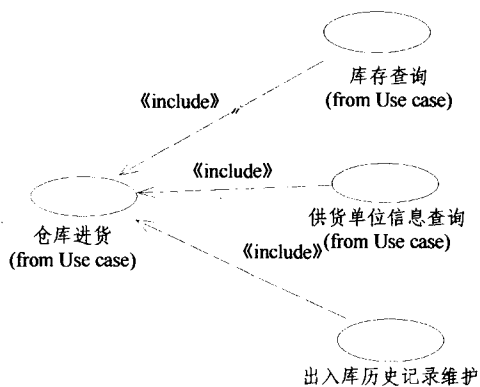 库存查询
(from Use case)
《include》
《include》
供货单位信息查询
(from Use case)
仓库进货
(from Use case)
《include》
出入库历史记录维护